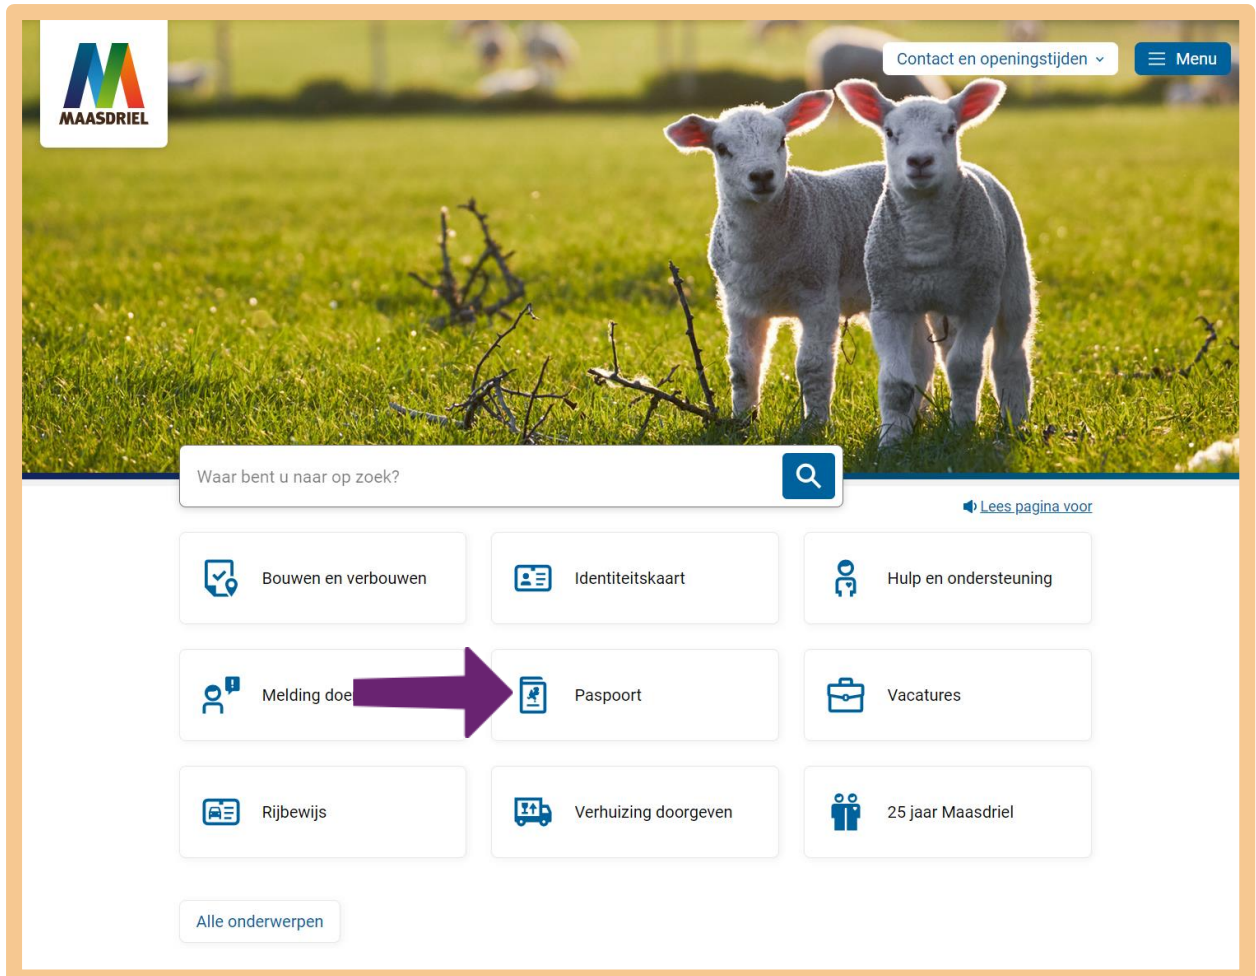 MAASDRIEL
Contact en openingstijden
Menu
Waar bent u naar op zoek?
Lees pagina voor
Bouwen en verbouwen
Identiteitskaart
Hulp en ondersteuning
Melding doe
Paspoort
Vacatures
Rijbewijs
Verhuizing doorgeven
25 jaar Maasdriel
Alle onderwerpen